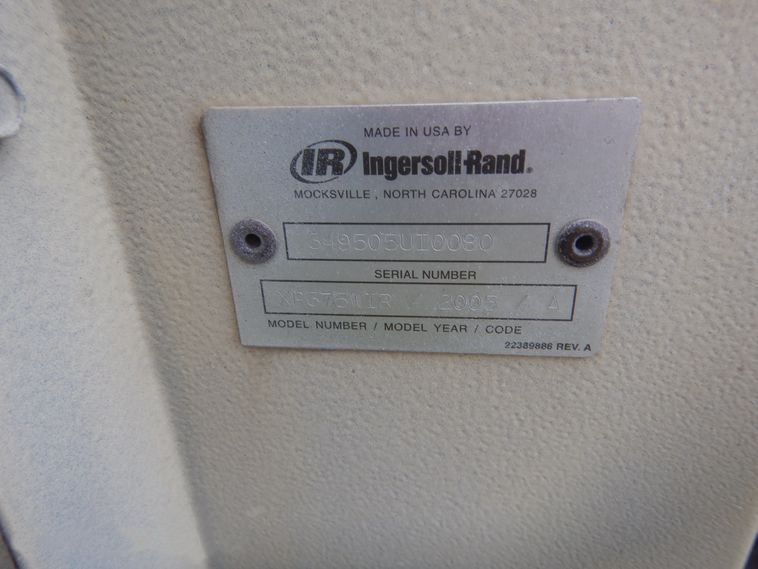 MADE IN USA BY
IR Ingersoll-Rand®
MOCKSVILLE , NORTH CAROLINA 27028
SERIAL NUMBER
2005 / A
MODEL NUMBER / MODEL YEAR / CODE
22389886 REV. A